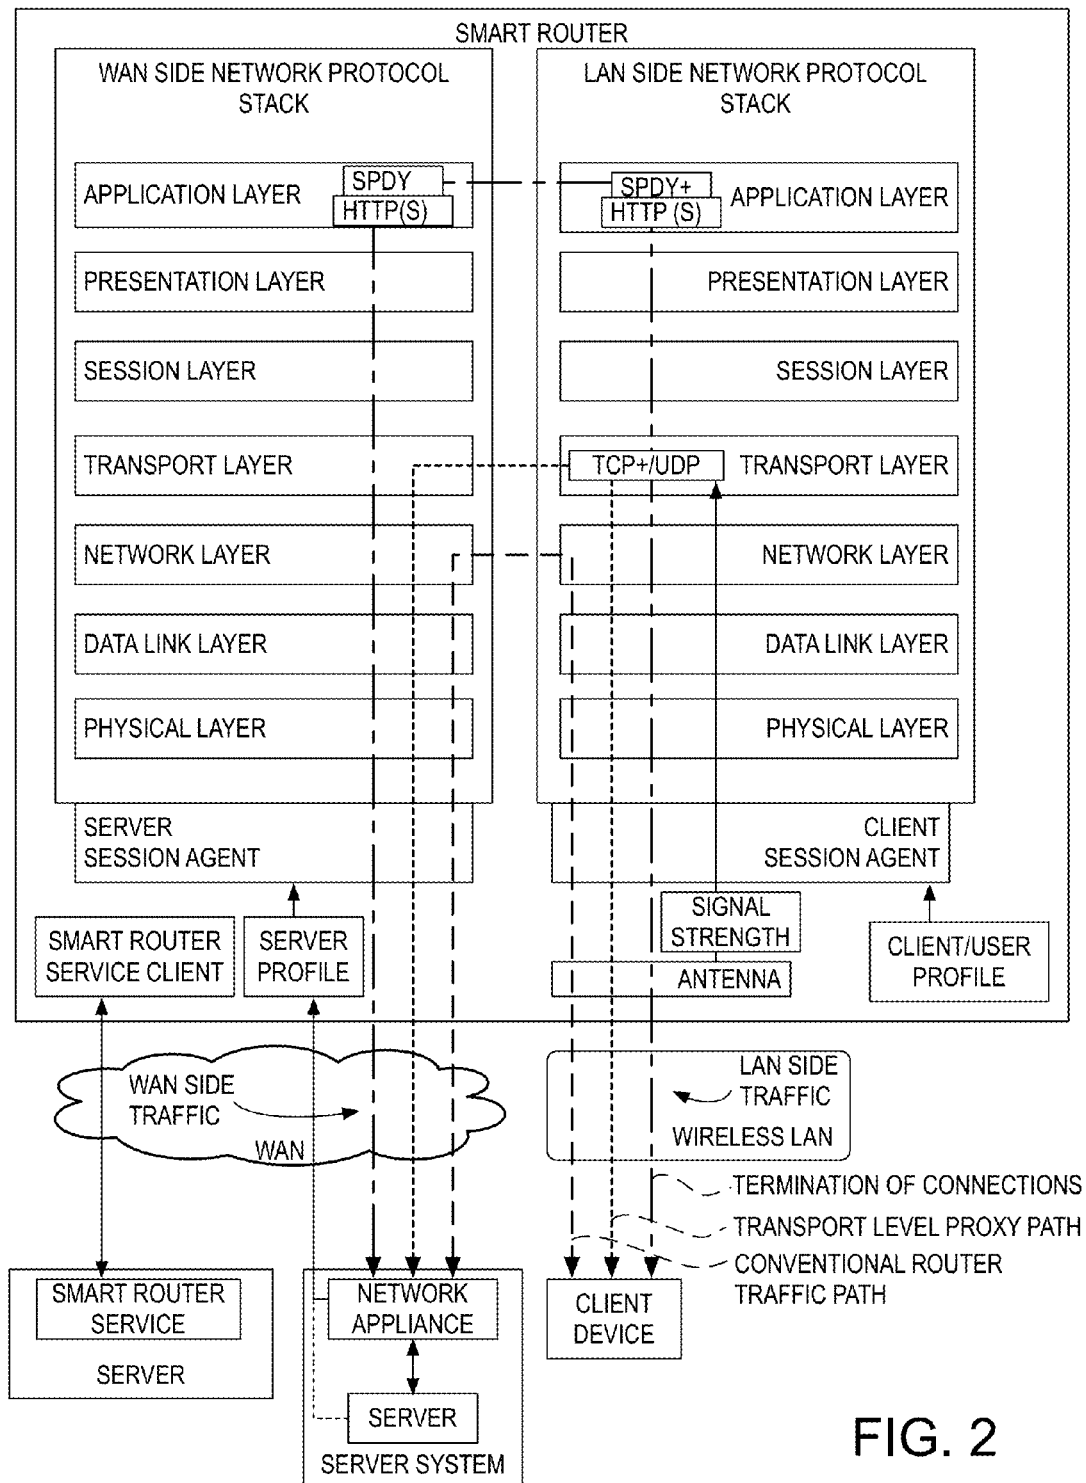 SMART ROUTER
WAN SIDE NETWORK PROTOCOL
STACK
APPLICATION LAYER
SPDY
HTTP(S)
PRESENTATION LAYER
SESSION LAYER
TRANSPORT LAYER
NETWORK LAYER
DATA LINK LAYER
PHYSICAL LAYER
SERVER
SESSION AGENT
LAN SIDE NETWORK PROTOCOL
STACK
SPDY+
HTTP (S)
APPLICATION LAYER
PRESENTATION LAYER
SESSION LAYER
TCP+/UDP
TRANSPORT LAYER
NETWORK LAYER
DATA LINK LAYER
PHYSICAL LAYER
CLIENT
SESSION AGENT
SMART ROUTER
SERVICE CLIENT
SERVER
PROFILE
SIGNAL
STRENGTH
ANTENNA
CLIENT/USER
PROFILE
WAN SIDE
TRAFFIC
WAN
LAN SIDE
TRAFFIC
WIRELESS LAN
TERMINATION OF CONNECTIONS
TRANSPORT LEVEL PROXY PATH
CONVENTIONAL ROUTER
TRAFFIC PATH
SMART ROUTER
SERVICE
SERVER
NETWORK
APPLIANCE
SERVER
SERVER SYSTEM
CLIENT
DEVICE
FIG. 2